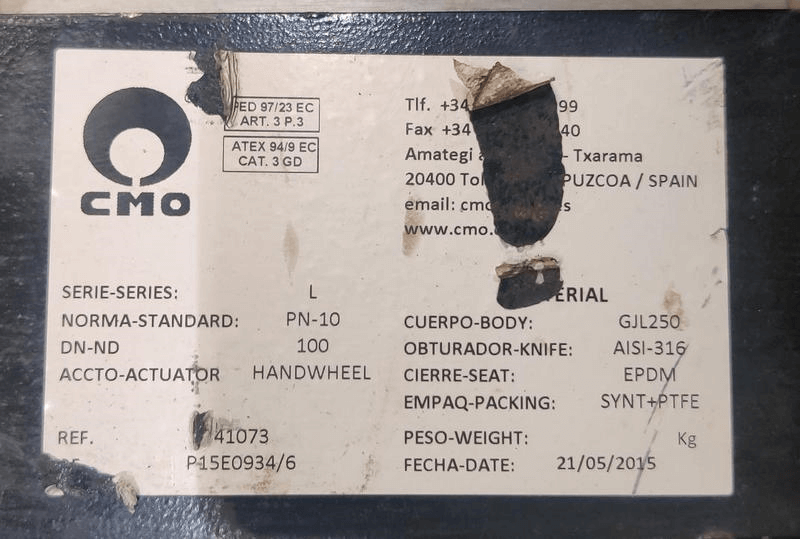 PED 97/23 EC
ART. 3 P.3
ATEX 94/9 EC
CAT. 3 GD
CMO
Tlf. +34 99
Fax +34 40
Amategi - Txarama
20400 / SPAIN
email:
www.cmo.
SERIE-SERIES: L
NORMA-STANDARD: PN-10
DN-ND 100
ACCTO-ACTUATOR HANDWHEEL
REF. 41073
P15E0934/6
CUERPO-BODY: GJL250
OBTURADOR-KNIFE: AISI-316
CIERRE-SEAT: EPDM
EMPAQ-PACKING: SYNT+PTFE
PESO-WEIGHT: Kg
FECHA-DATE: 21/05/2015